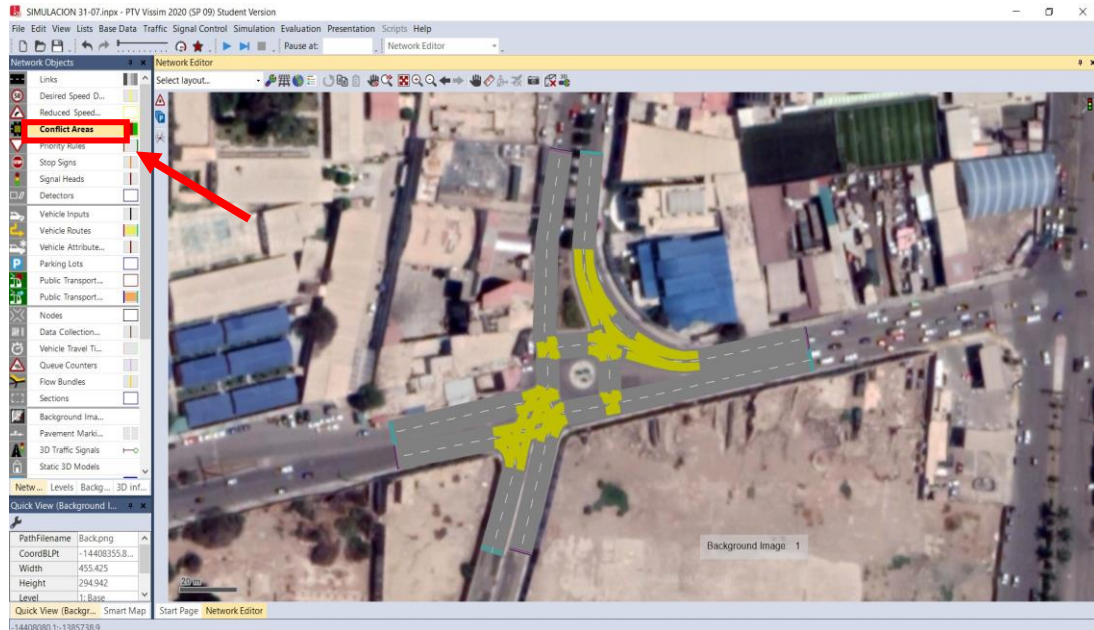 SIMULACION 31-07.inpx - PTV Vissim 2020 (SP 09) Student Version
File Edit View Lists Base Data Traffic Signal Control Simulation Evaluation Presentation Scripts Help
Pause at: Network Editor
Network Objects
Network Editor
Select layout...
Links
Desired Speed D...
Reduced Speed...
Conflict Areas
Priority Rules
Stop Signs
Signal Heads
Detectors
Vehicle Inputs
Vehicle Routes
Vehicle Attribute...
Parking Lots
Public Transport...
Public Transport...
Nodes
Data Collection...
Vehicle Travel Ti...
Queue Counters
Flow Bundles
Sections
Background Ima...
Pavement Marki...
3D Traffic Signals
Static 3D Models
Netw... Levels Backg... 3D inf...
Quick View (Background I...
PathFilename Back.png
CoordBLPt -14408355.8...
Width 455.425
Height 294.942
Level 1: Base
Quick View (Backgr... Smart Map
Background Image: 1
20 m
Start Page Network Editor
-14408080.1:-1385738.9